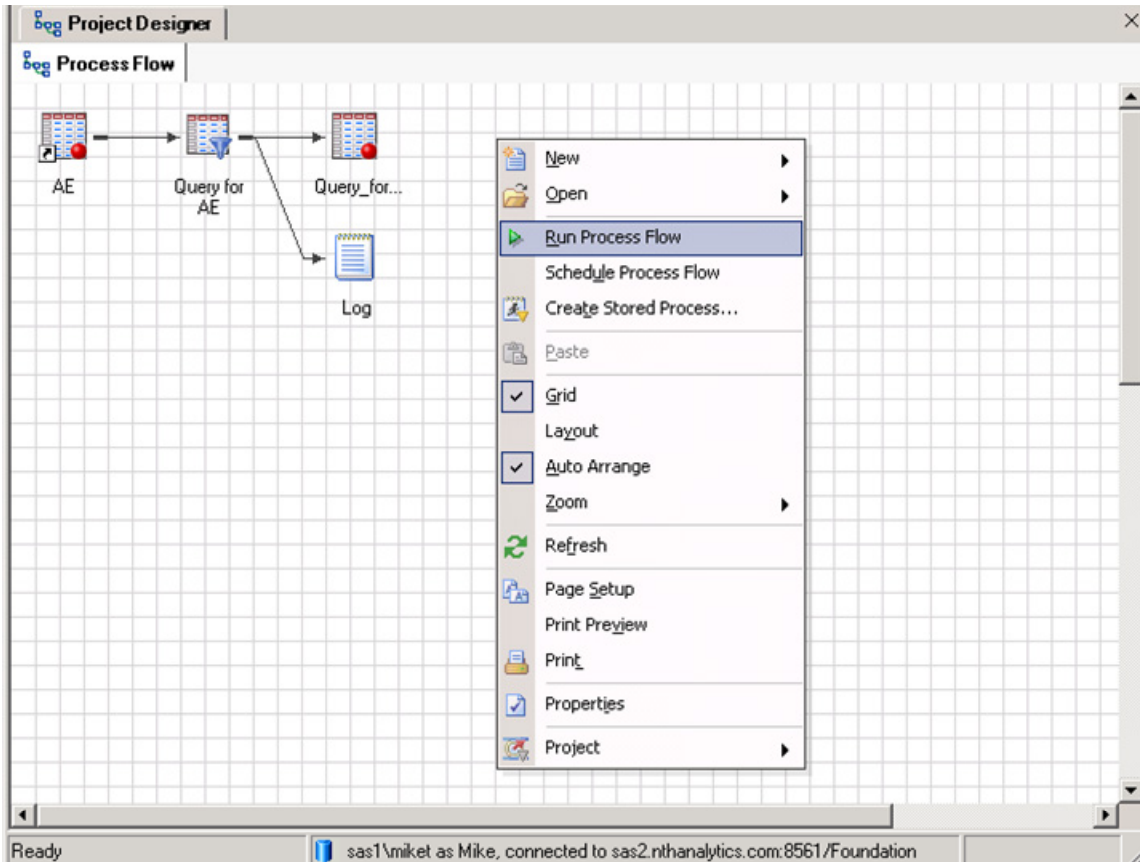 Project Designer
Process Flow
AE
Query for
AE
Query_for...
Log
New
Open
Run Process Flow
Schedule Process Flow
Create Stored Process...
Paste
Grid
Layout
Auto Arrange
Zoom
Refresh
Page Setup
Print Preview
Print
Properties
Project
Ready
sas1\miket as Mike, connected to sas2.nthanalytics.com:8561/Foundation